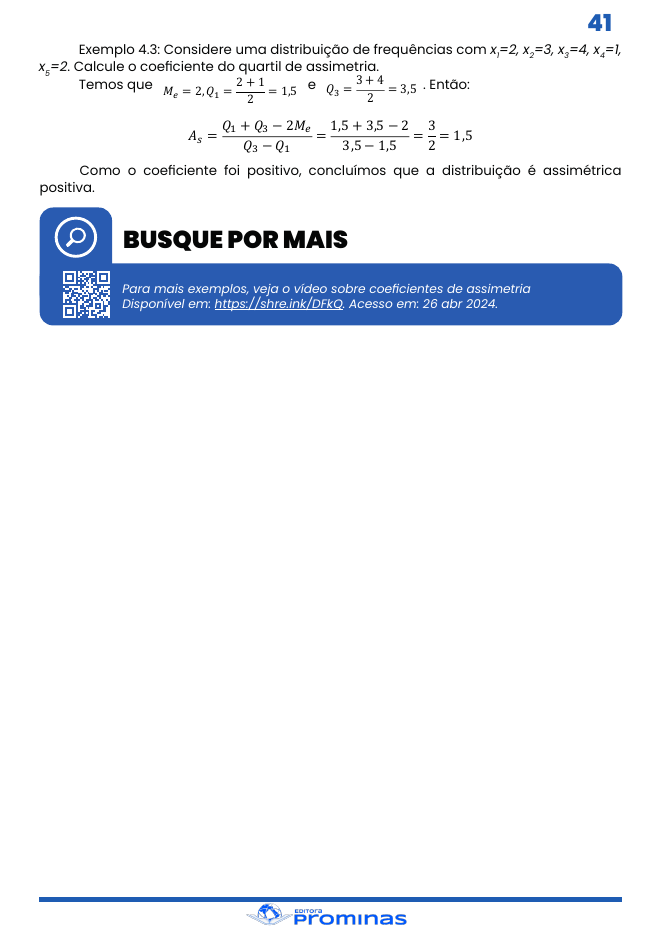 41
Exemplo 4.3: Considere uma distribuição de frequências com x₁=2, x₂=3, x₃=4, x₄=1,
x₅=2. Calcule o coeficiente do quartil de assimetria.
Temos que Mₑ = 2, Q₁ = (2 + 1)/2 = 1,5 e Q₃ = (3 + 4)/2 = 3,5 . Então:
Aₛ = (Q₁ + Q₃ − 2Mₑ)/(Q₃ − Q₁) = (1,5 + 3,5 − 2)/(3,5 − 1,5) = 3/2 = 1,5
Como o coeficiente foi positivo, concluímos que a distribuição é assimétrica
positiva.
BUSQUE POR MAIS
Para mais exemplos, veja o vídeo sobre coeficientes de assimetria
Disponível em: https://shre.ink/DFkQ. Acesso em: 26 abr 2024.
EDITORA
PROMINAS